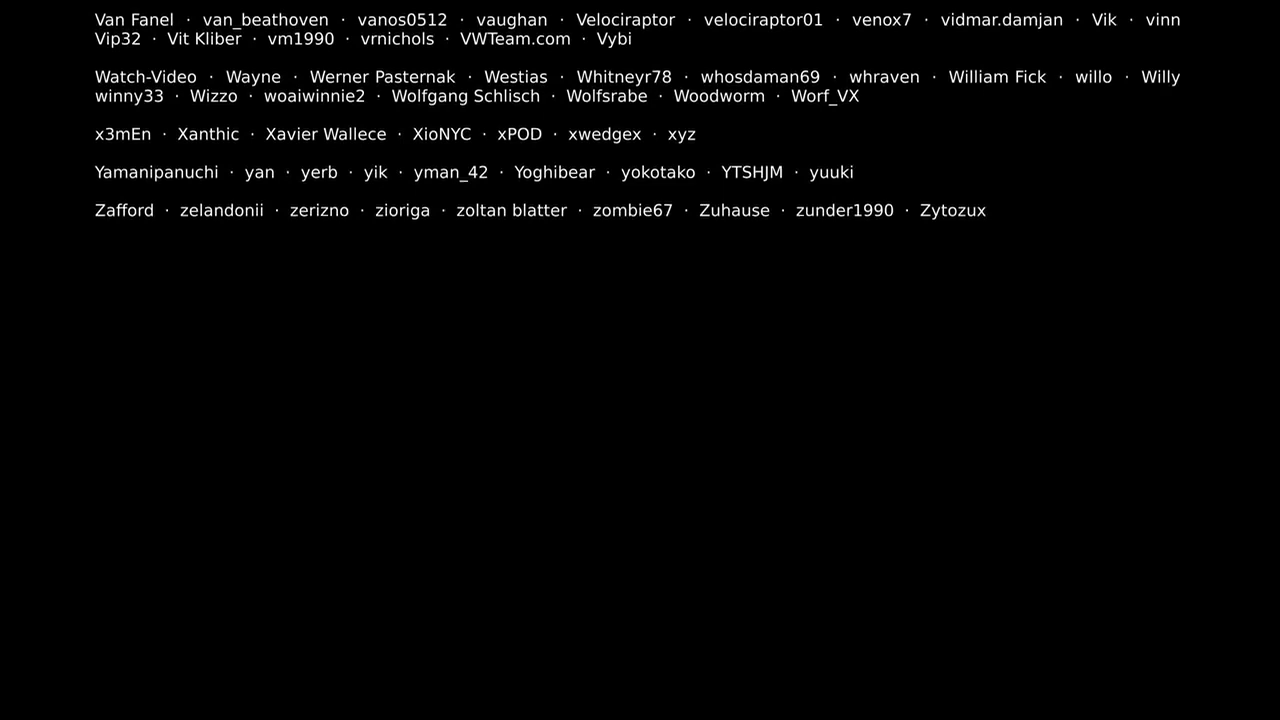 Van Fanel · van_beathoven · vanos0512 · vaughan · Velociraptor · velociraptor01 · venox7 · vidmar.damjan · Vik · vinn
Vip32 · Vit Kliber · vm1990 · vrnichols · VWTeam.com · Vybi
Watch-Video · Wayne · Werner Pasternak · Westias · Whitneyr78 · whosdaman69 · whraven · William Fick · willo · Willy
winny33 · Wizzo · woaiwinnie2 · Wolfgang Schlisch · Wolfsrabe · Woodworm · Worf_VX
x3mEn · Xanthic · Xavier Wallece · XioNYC · xPOD · xwedgex · xyz
Yamanipanuchi · yan · yerb · yik · yman_42 · Yoghibear · yokotako · YTSHJM · yuuki
Zafford · zelandonii · zerizno · zioriga · zoltan blatter · zombie67 · Zuhause · zunder1990 · Zytozux